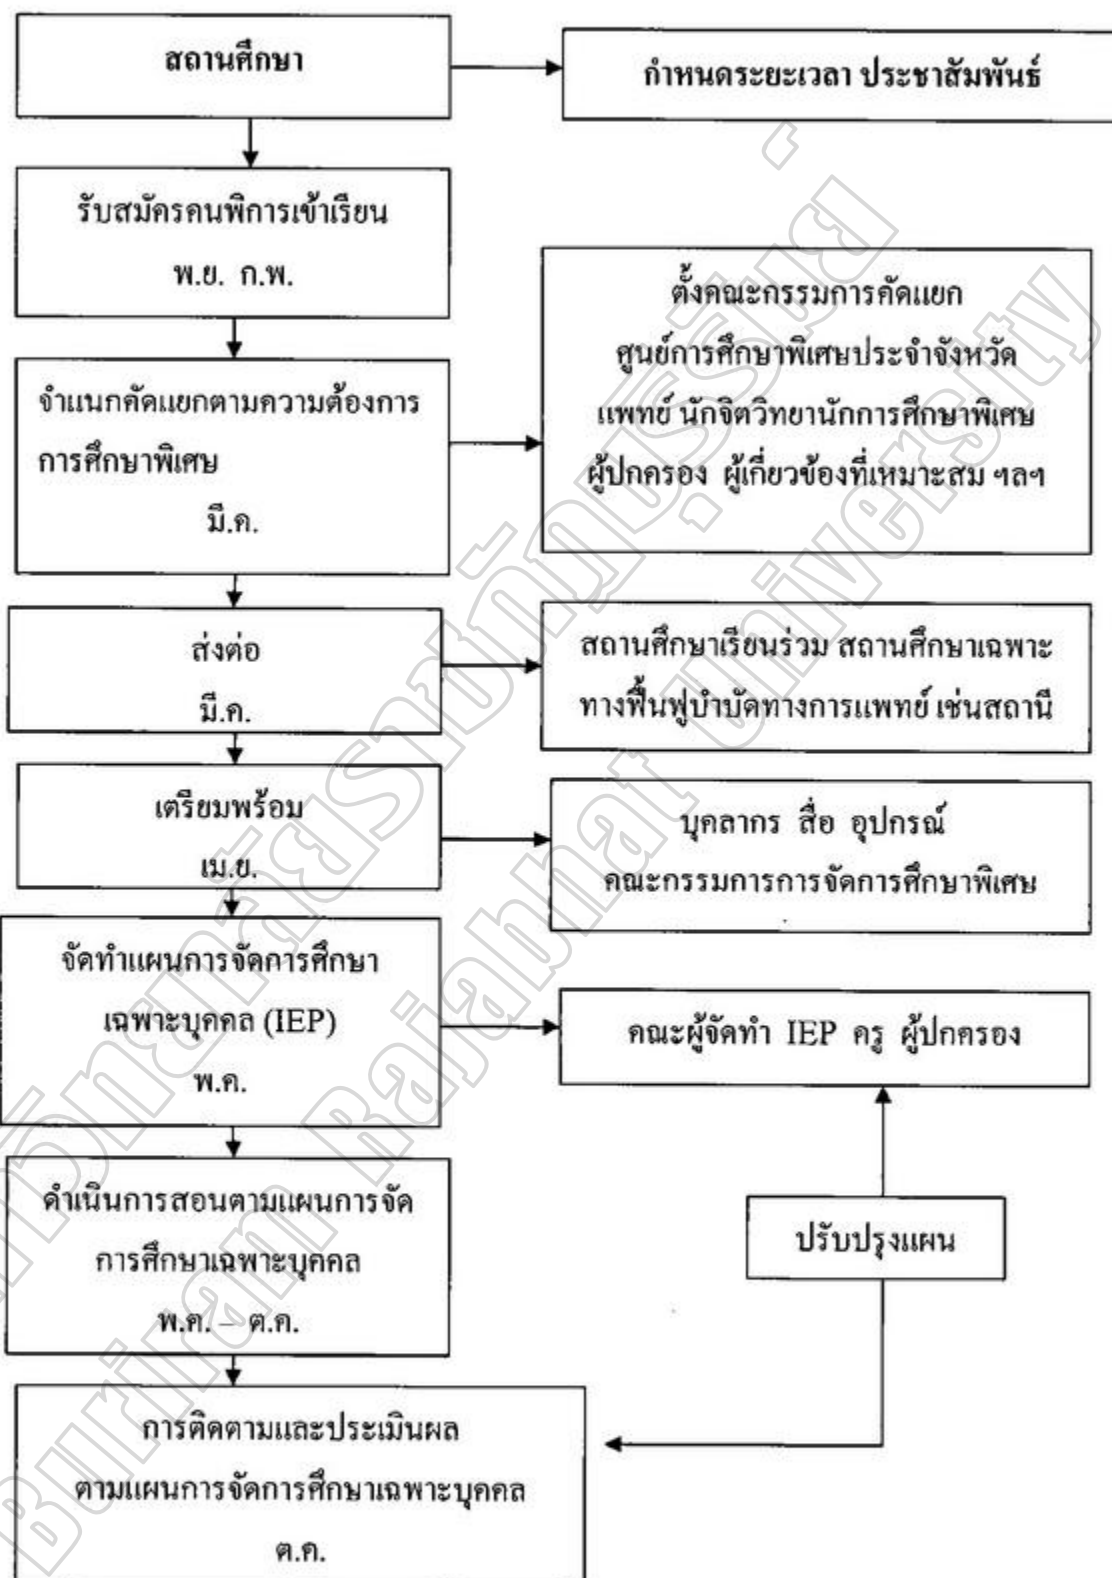 สถานศึกษา
กำหนดระยะเวลา ประชาสัมพันธ์
รับสมัครคนพิการเข้าเรียน
พ.ย. ก.พ.
จำแนกคัดแยกตามความต้องการ
การศึกษาพิเศษ
มี.ค.
ตั้งคณะกรรมการคัดแยก
ศูนย์การศึกษาพิเศษประจำจังหวัด
แพทย์ นักจิตวิทยานักการศึกษาพิเศษ
ผู้ปกครอง ผู้เกี่ยวข้องที่เหมาะสม ฯลฯ
ส่งต่อ
มี.ค.
สถานศึกษาเรียนร่วม สถานศึกษาเฉพาะ
ทางฟื้นฟูบำบัดทางการแพทย์ เช่นสถานี
เตรียมพร้อม
เม.ย.
บุคลากร สื่อ อุปกรณ์
คณะกรรมการการจัดการศึกษาพิเศษ
จัดทำแผนการจัดการศึกษา
เฉพาะบุคคล (IEP)
พ.ค.
คณะผู้จัดทำ IEP ครู ผู้ปกครอง
ดำเนินการสอนตามแผนการจัด
การศึกษาเฉพาะบุคคล
พ.ค. – ต.ค.
ปรับปรุงแผน
การติดตามและประเมินผล
ตามแผนการจัดการศึกษาเฉพาะบุคคล
ต.ค.
วิทยาลัยราชภัฏบุรีรัมย์
Buriram Rajabhat University